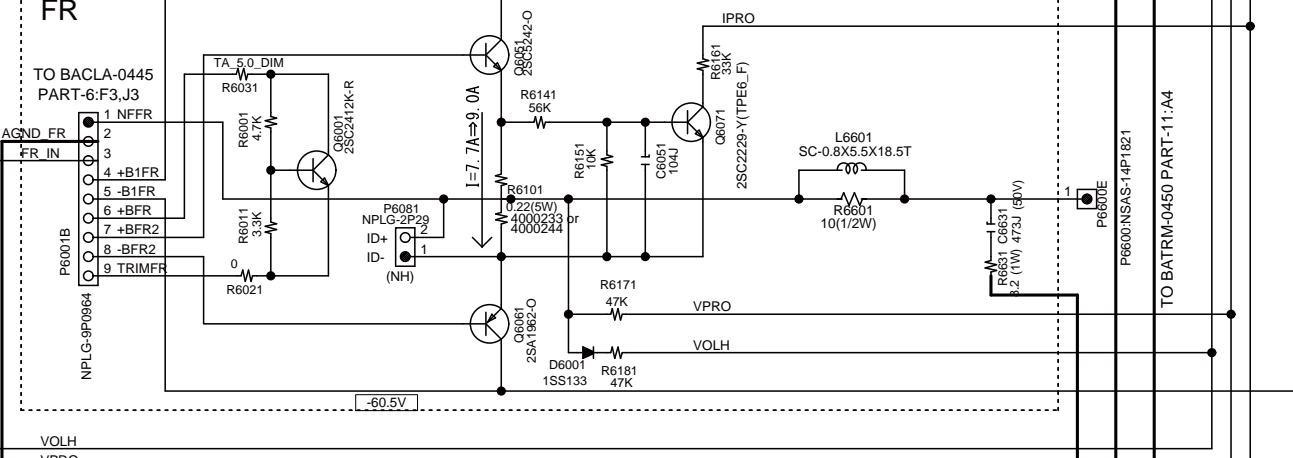 FR
IPRO
TO BACLA-0445
PART-6:F3,J3
TA_5.0_DIM
R6031
1 NFFR
AGND_FR 2
FR_IN 3
4 +B1FR
5 -B1FR
6 +BFR
7 +BFR2
8 -BFR2
9 TRIMFR
P6001B
NPLG-9P0964
R6001
4.7K
R6011
3.3K
0
R6021
Q6001
2SC2412K-R
Q6051
2SC5242-O
I=7.7A⇒9.0A
R6141
56K
R6101
0.22(5W)
4000233 or
4000244
P6081
NPLG-2P29
ID+ 2
ID- 1
(NH)
R6151
10K
C6051
104J
R6161
33K
Q6071
2SC2229-Y(TPE6_F)
Q6061
2SA1962-O
R6171
47K
VPRO
D6001
1SS133
R6181
47K
VOLH
L6601
SC-0.8X5.5X18.5T
R6601
10(1/2W)
C6631
473J (50V)
R6631
8.2 (1W)
1
P6600E
P6600:NSAS-14P1821
TO BATRM-0450 PART-11:A4
-60.5V
VOLH
VPRO